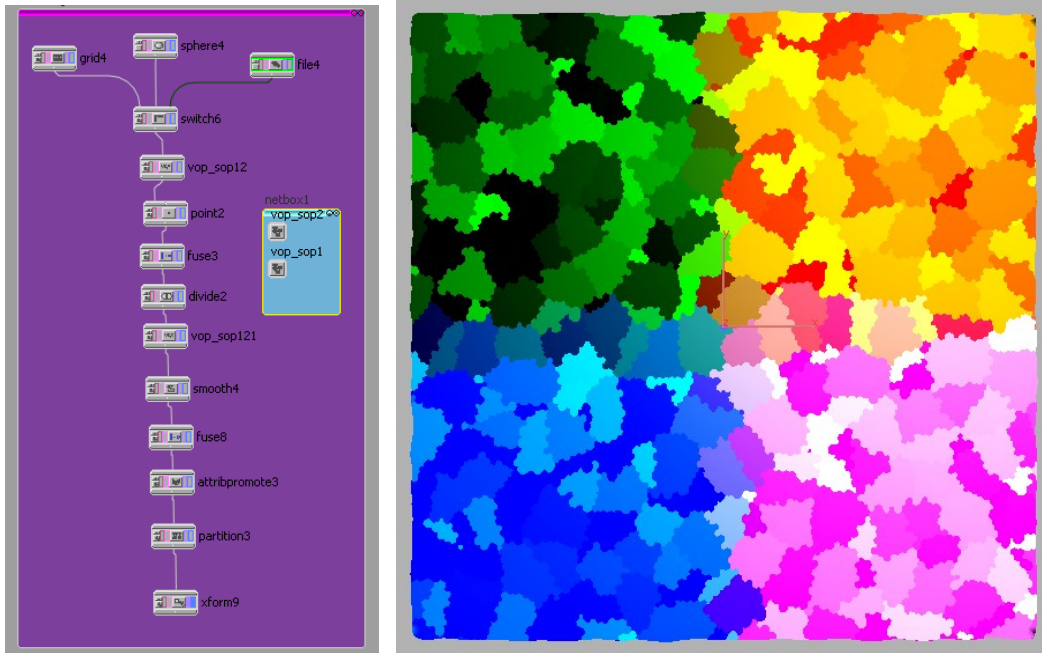 sphere4
grid4
file4
switch6
vop_sop12
netbox1
point2
vop_sop2
vop_sop1
fuse3
divide2
vop_sop121
smooth4
fuse8
attribpromote3
partition3
xform9